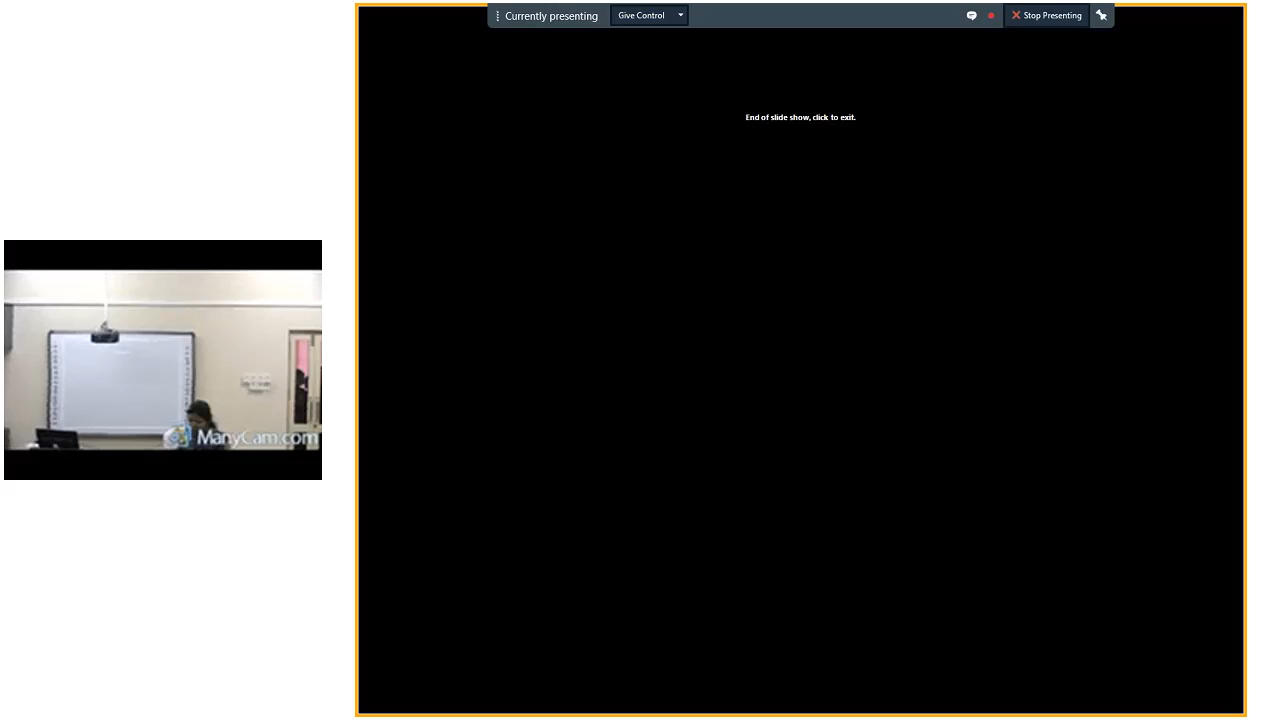 Currently presenting
Give Control
Stop Presenting
End of slide show, click to exit.
ManyCam.com